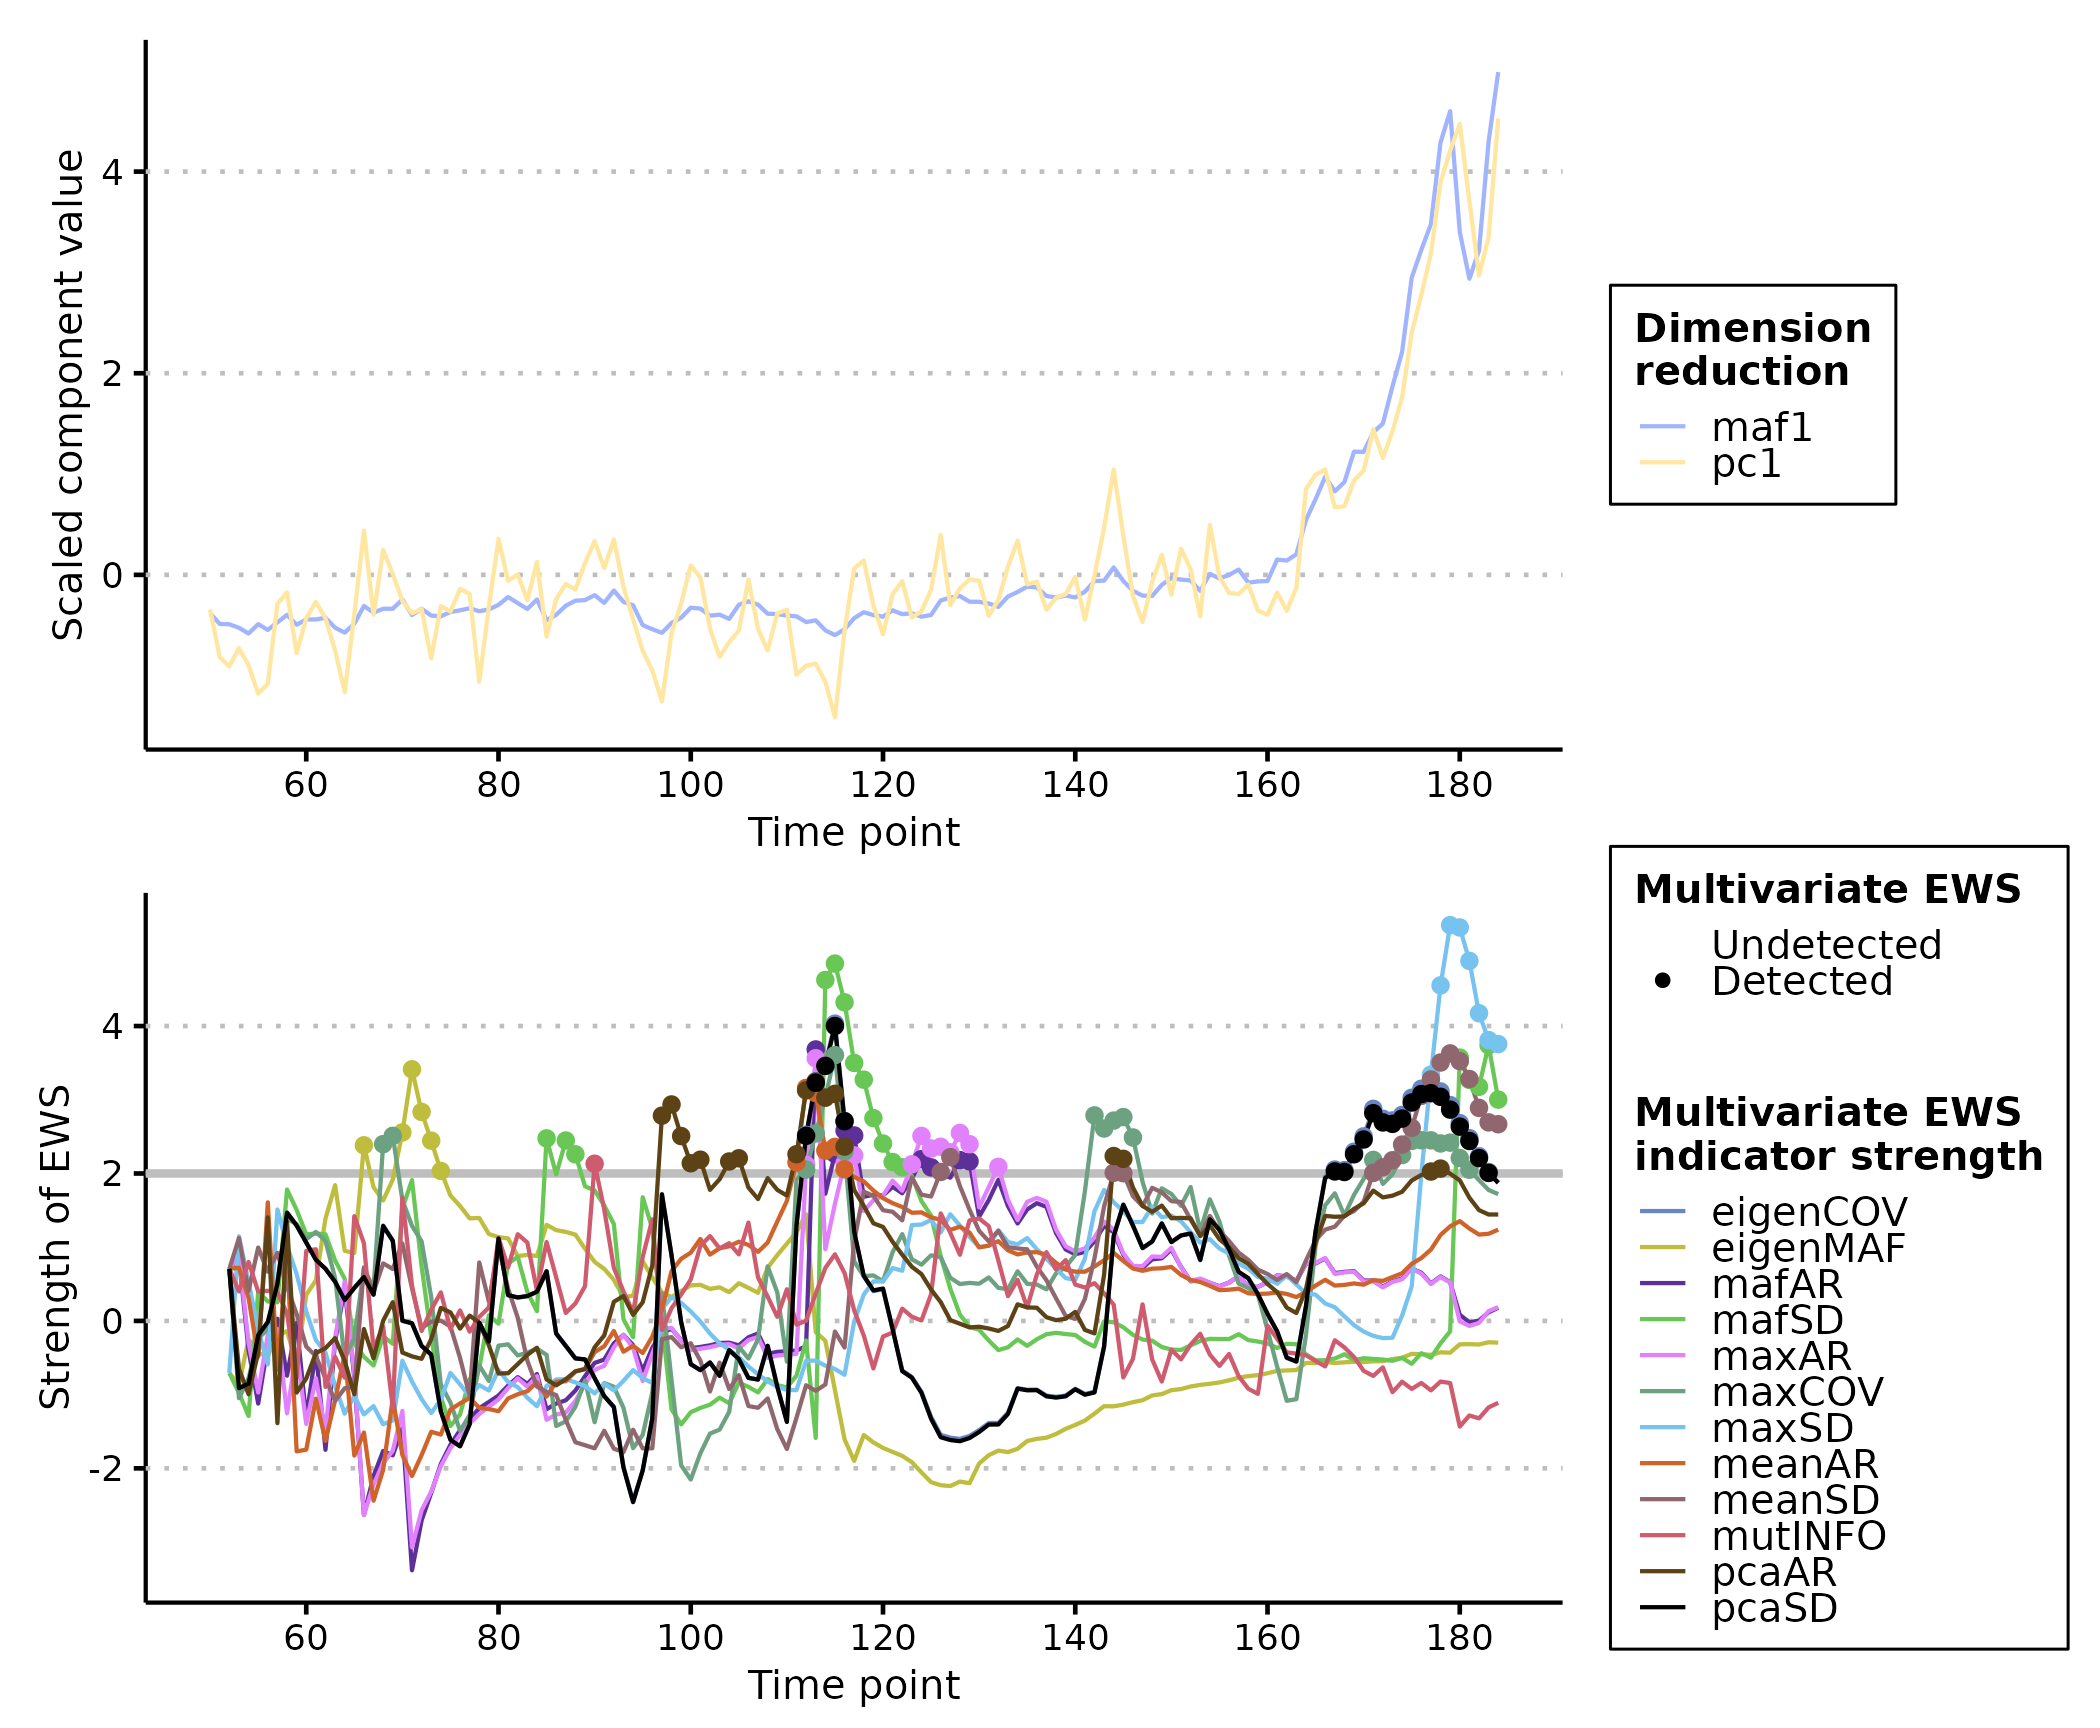 Scaled component value
4
2
0
60 80 100 120 140 160 180
Time point
Dimension
reduction
maf1
pc1
Strength of EWS
4
2
0
-2
60 80 100 120 140 160 180
Time point
Multivariate EWS
Undetected
Detected
Multivariate EWS
indicator strength
eigenCOV
eigenMAF
mafAR
mafSD
maxAR
maxCOV
maxSD
meanAR
meanSD
mutINFO
pcaAR
pcaSD